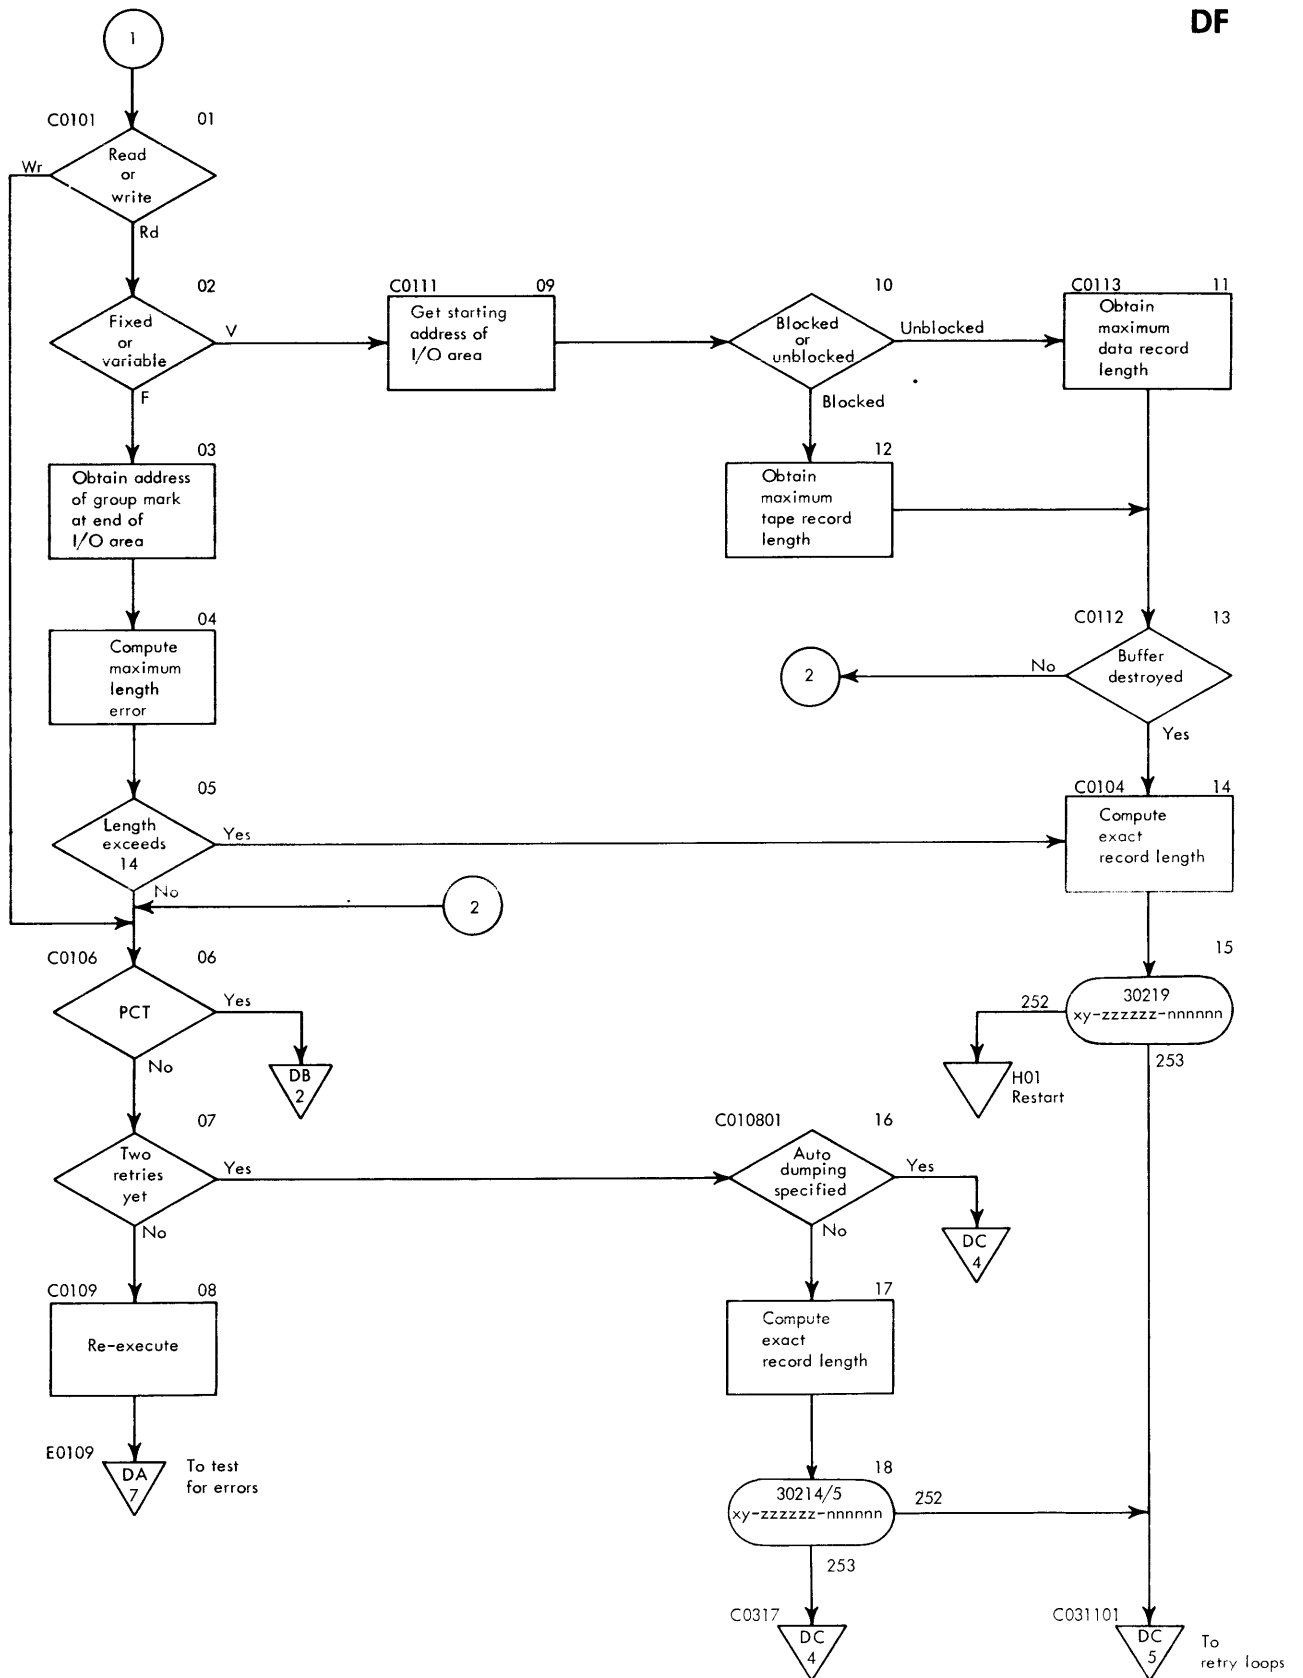 DF
1
C0101
01
Read
or
write
Wr
Rd
02
Fixed
or
variable
V
F
C0111
09
Get starting
address of
I/O area
10
Blocked
or
unblocked
Unblocked
Blocked
C0113
11
Obtain
maximum
data record
length
03
Obtain address
of group mark
at end of
I/O area
12
Obtain
maximum
tape record
length
04
Compute
maximum
length
error
C0112
13
Buffer
destroyed
No
2
Yes
05
Length
exceeds
14
Yes
No
2
C0104
14
Compute
exact
record length
C0106
06
PCT
Yes
No
DB
2
15
30219
xy-zzzzzz-nnnnnn
252
253
H01
Restart
07
Two
retries
yet
Yes
No
C010801
16
Auto
dumping
specified
Yes
No
DC
4
C0109
08
Re-execute
17
Compute
exact
record length
E0109
DA
7
To test
for errors
18
30214/5
xy-zzzzzz-nnnnnn
252
253
C0317
DC
4
C031101
DC
5
To
retry loops